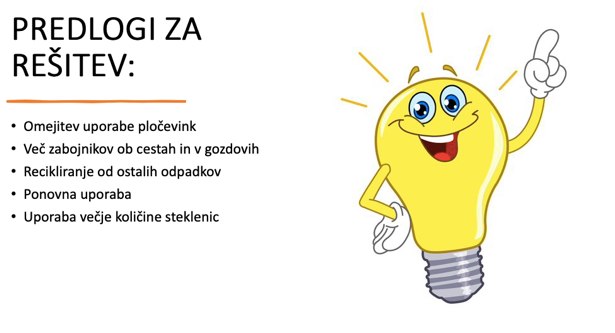 PREDLOGI ZA
REŠITEV:
• Omejitev uporabe pločevink
• Več zabojnikov ob cestah in v gozdovih
• Recikliranje od ostalih odpadkov
• Ponovna uporaba
• Uporaba večje količine steklenic